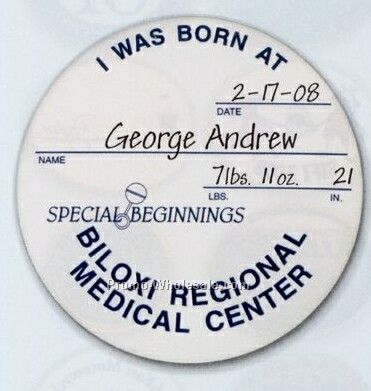 I WAS BORN AT
2-17-08
DATE
George Andrew
NAME
7lbs. 11oz. 21
LBS. IN.
SPECIAL BEGINNINGS
BILOXI REGIONAL
MEDICAL CENTER